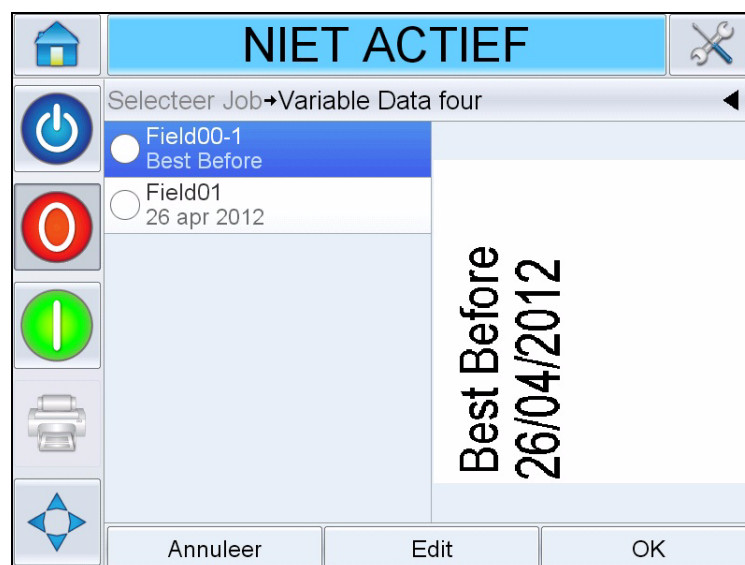 NIET ACTIEF
Selecteer Job→Variable Data four
Field00-1
Best Before
Field01
26 apr 2012
Best Before
26/04/2012
Annuleer
Edit
OK